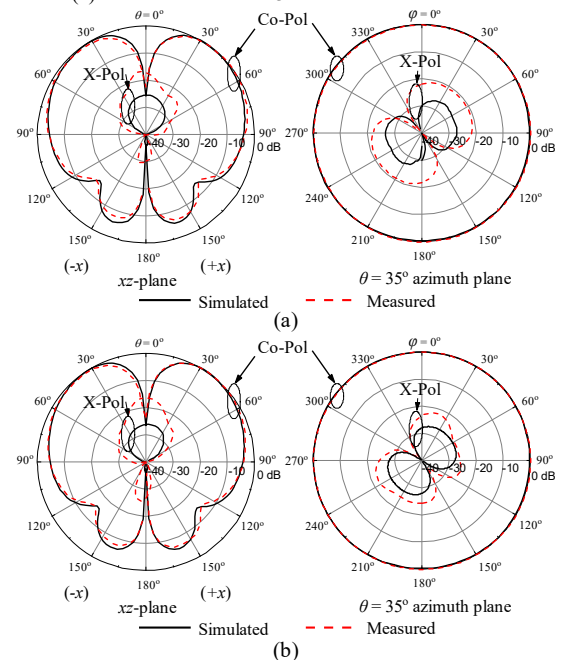 θ = 0° Co-Pol φ = 0°
30° 30° 330° 30°
X-Pol X-Pol
60° 60° 300° 60°
90° -40 -30 -20 -10 90° 270° -40 -30 -20 -10 90°
0 dB 0 dB
120° 120° 240° 120°
150° 150° 210° 150°
180° 180°
(-x) (+x)
xz-plane θ = 35° azimuth plane
Simulated Measured
(a)
θ = 0° Co-Pol φ = 0°
30° 30° 330° 30°
X-Pol X-Pol
60° 60° 300° 60°
90° -40 -30 -20 -10 90° 270° -40 -30 -20 -10 90°
0 dB 0 dB
120° 120° 240° 120°
150° 150° 210° 150°
180° 180°
(-x) (+x)
xz-plane θ = 35° azimuth plane
Simulated Measured
(b)